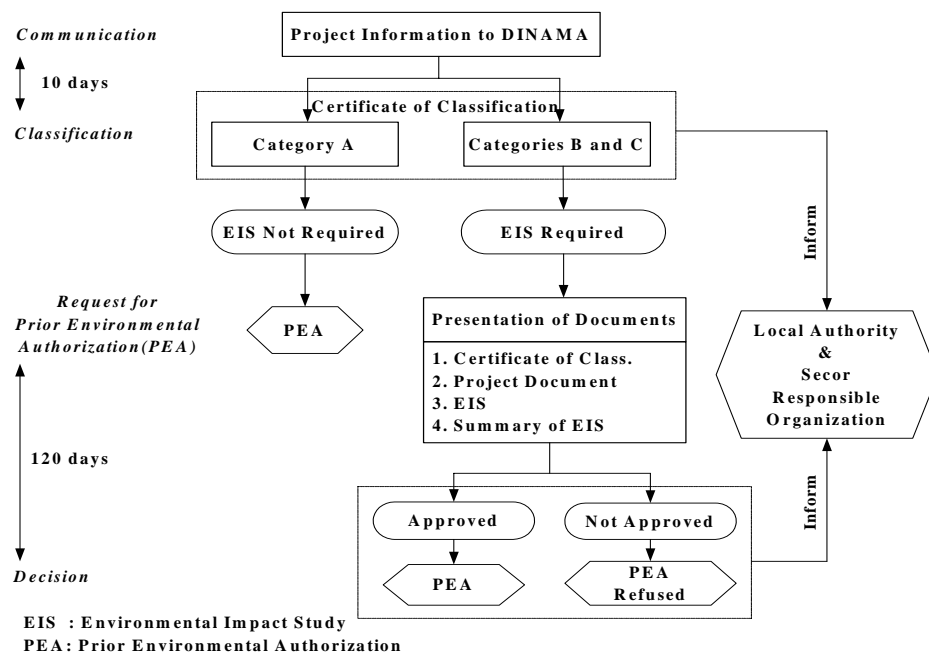 Communication
Project Information to DINAMA
10 days
Certificate of Classification
Classification
Category A
Categories B and C
EIS Not Required
EIS Required
Inform
Request for
Prior Environmental
Authorization(PEA)
PEA
Presentation of Documents
1. Certificate of Class.
2. Project Document
3. EIS
4. Summary of EIS
Local Authority
&
Secor
Responsible
Organization
120 days
Approved
Not Approved
Inform
Decision
PEA
PEA
Refused
EIS : Environmental Impact Study
PEA: Prior Environmental Authorization